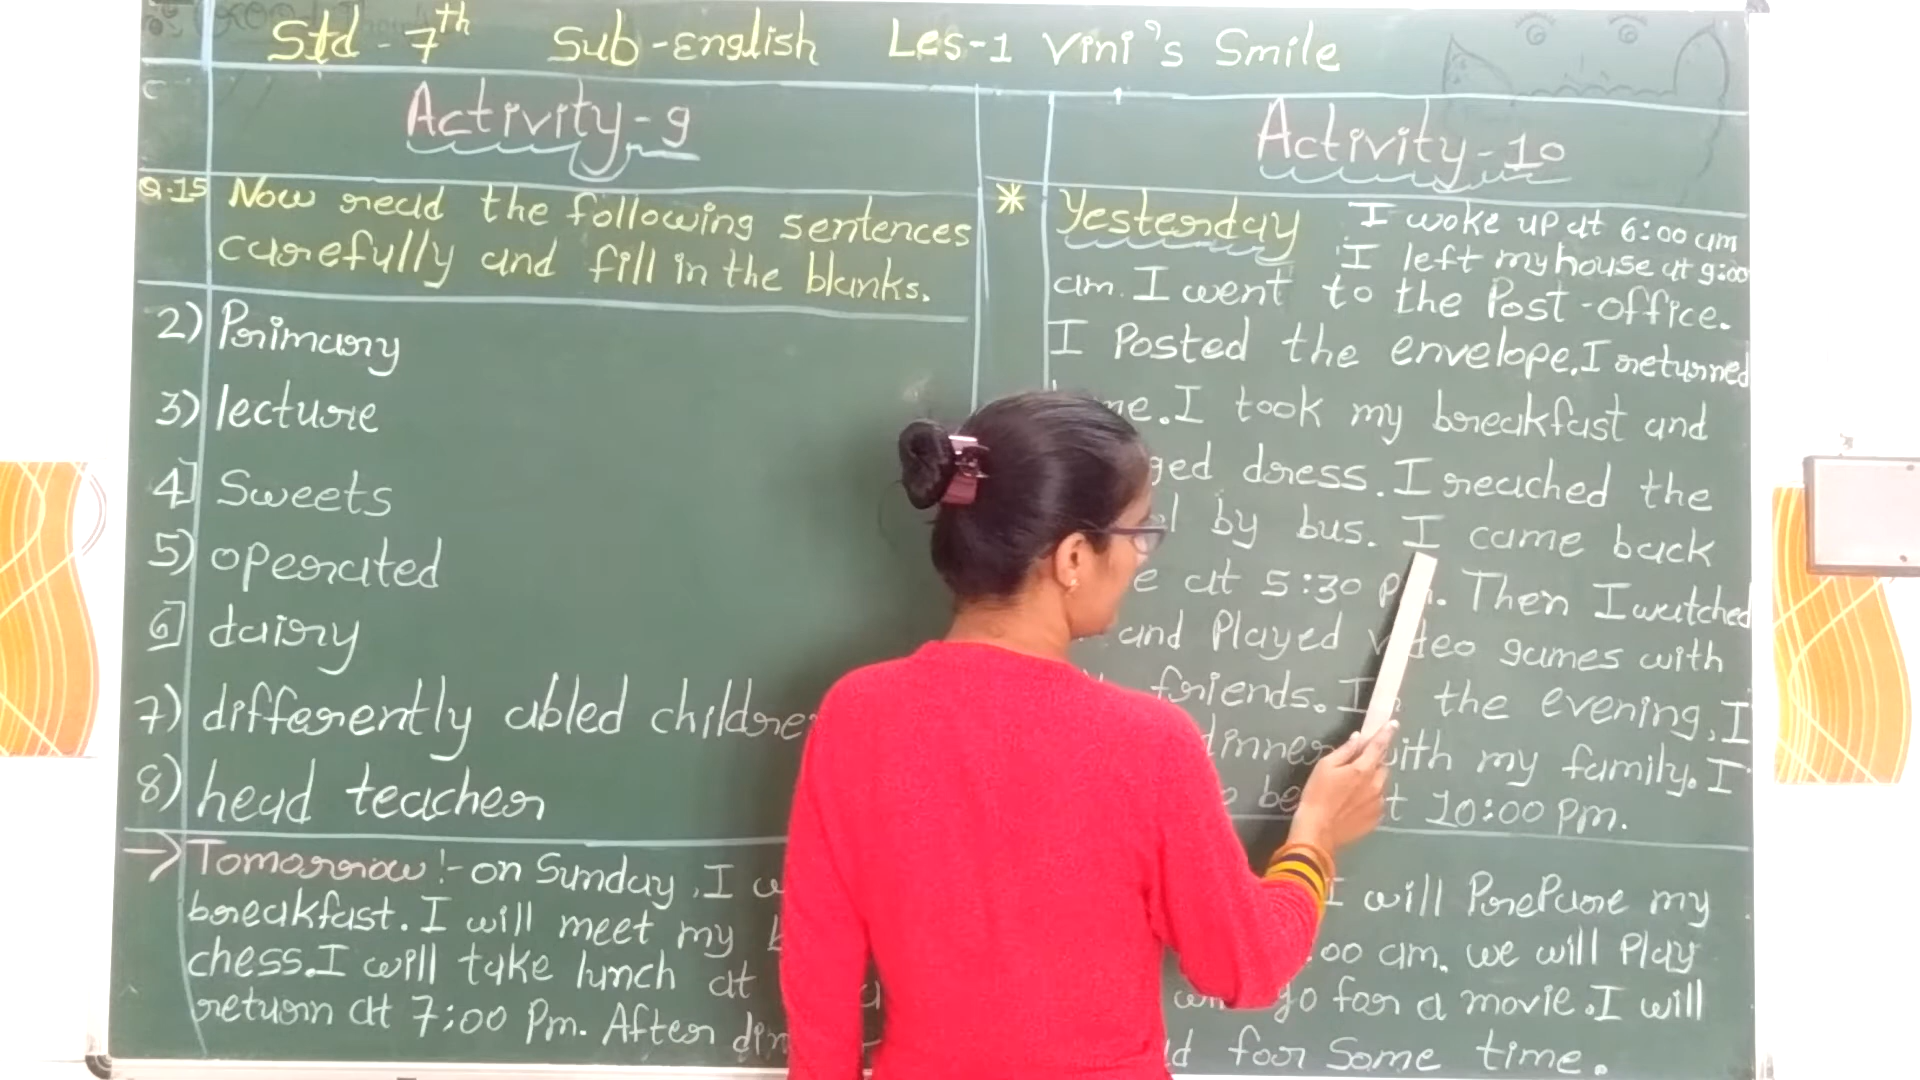 Std - 7th Sub - English Les-1 Vini's Smile
Activity - 9
Q.15 Now read the following sentences
carefully and fill in the blanks.
2) Primary
3) lecture
4] Sweets
5) operated
6] dairy
7) differently abled
8) head teacher
Activity - 10
* Yesterday I woke up at 6:00 am
I left my house at 9:00
am. I went to the Post - office.
I Posted the envelope. I returned
I took my breakfast and
dress. I reached the
by bus. I came back
at 5:30 Then I watched
and Played games with
friends. the evening, I
with my family. I
10:00 Pm.
→ Tomorrow :- on Sunday, I I will Prepare my
breakfast. I will meet my am. we will Play
chess. I will take lunch at go for a movie. I will
return at 7:00 Pm. After for Some time.